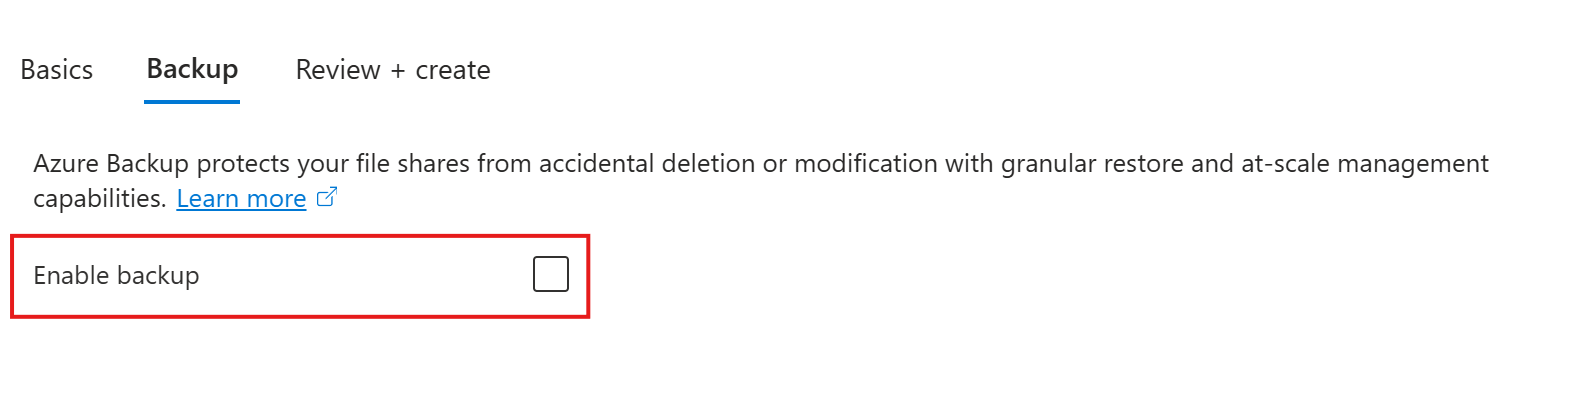 Basics Backup Review + create
Azure Backup protects your file shares from accidental deletion or modification with granular restore and at-scale management
capabilities. Learn more
Enable backup